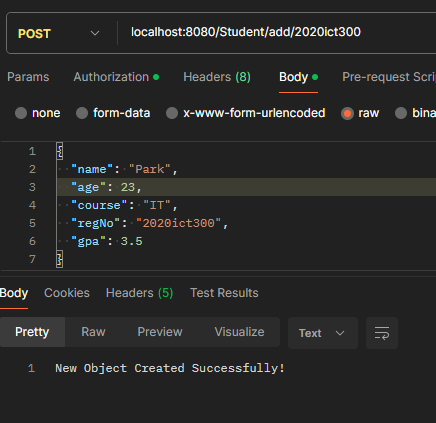 POST localhost:8080/Student/add/2020ict300
Params Authorization Headers (8) Body Pre-request Scri
none form-data x-www-form-urlencoded raw bina
1 {
2 "name": "Park",
3 "age": 23,
4 "course": "IT",
5 "regNo": "2020ict300",
6 "gpa": 3.5
7 }
Body Cookies Headers (5) Test Results
Pretty Raw Preview Visualize Text
1 New Object Created Successfully!